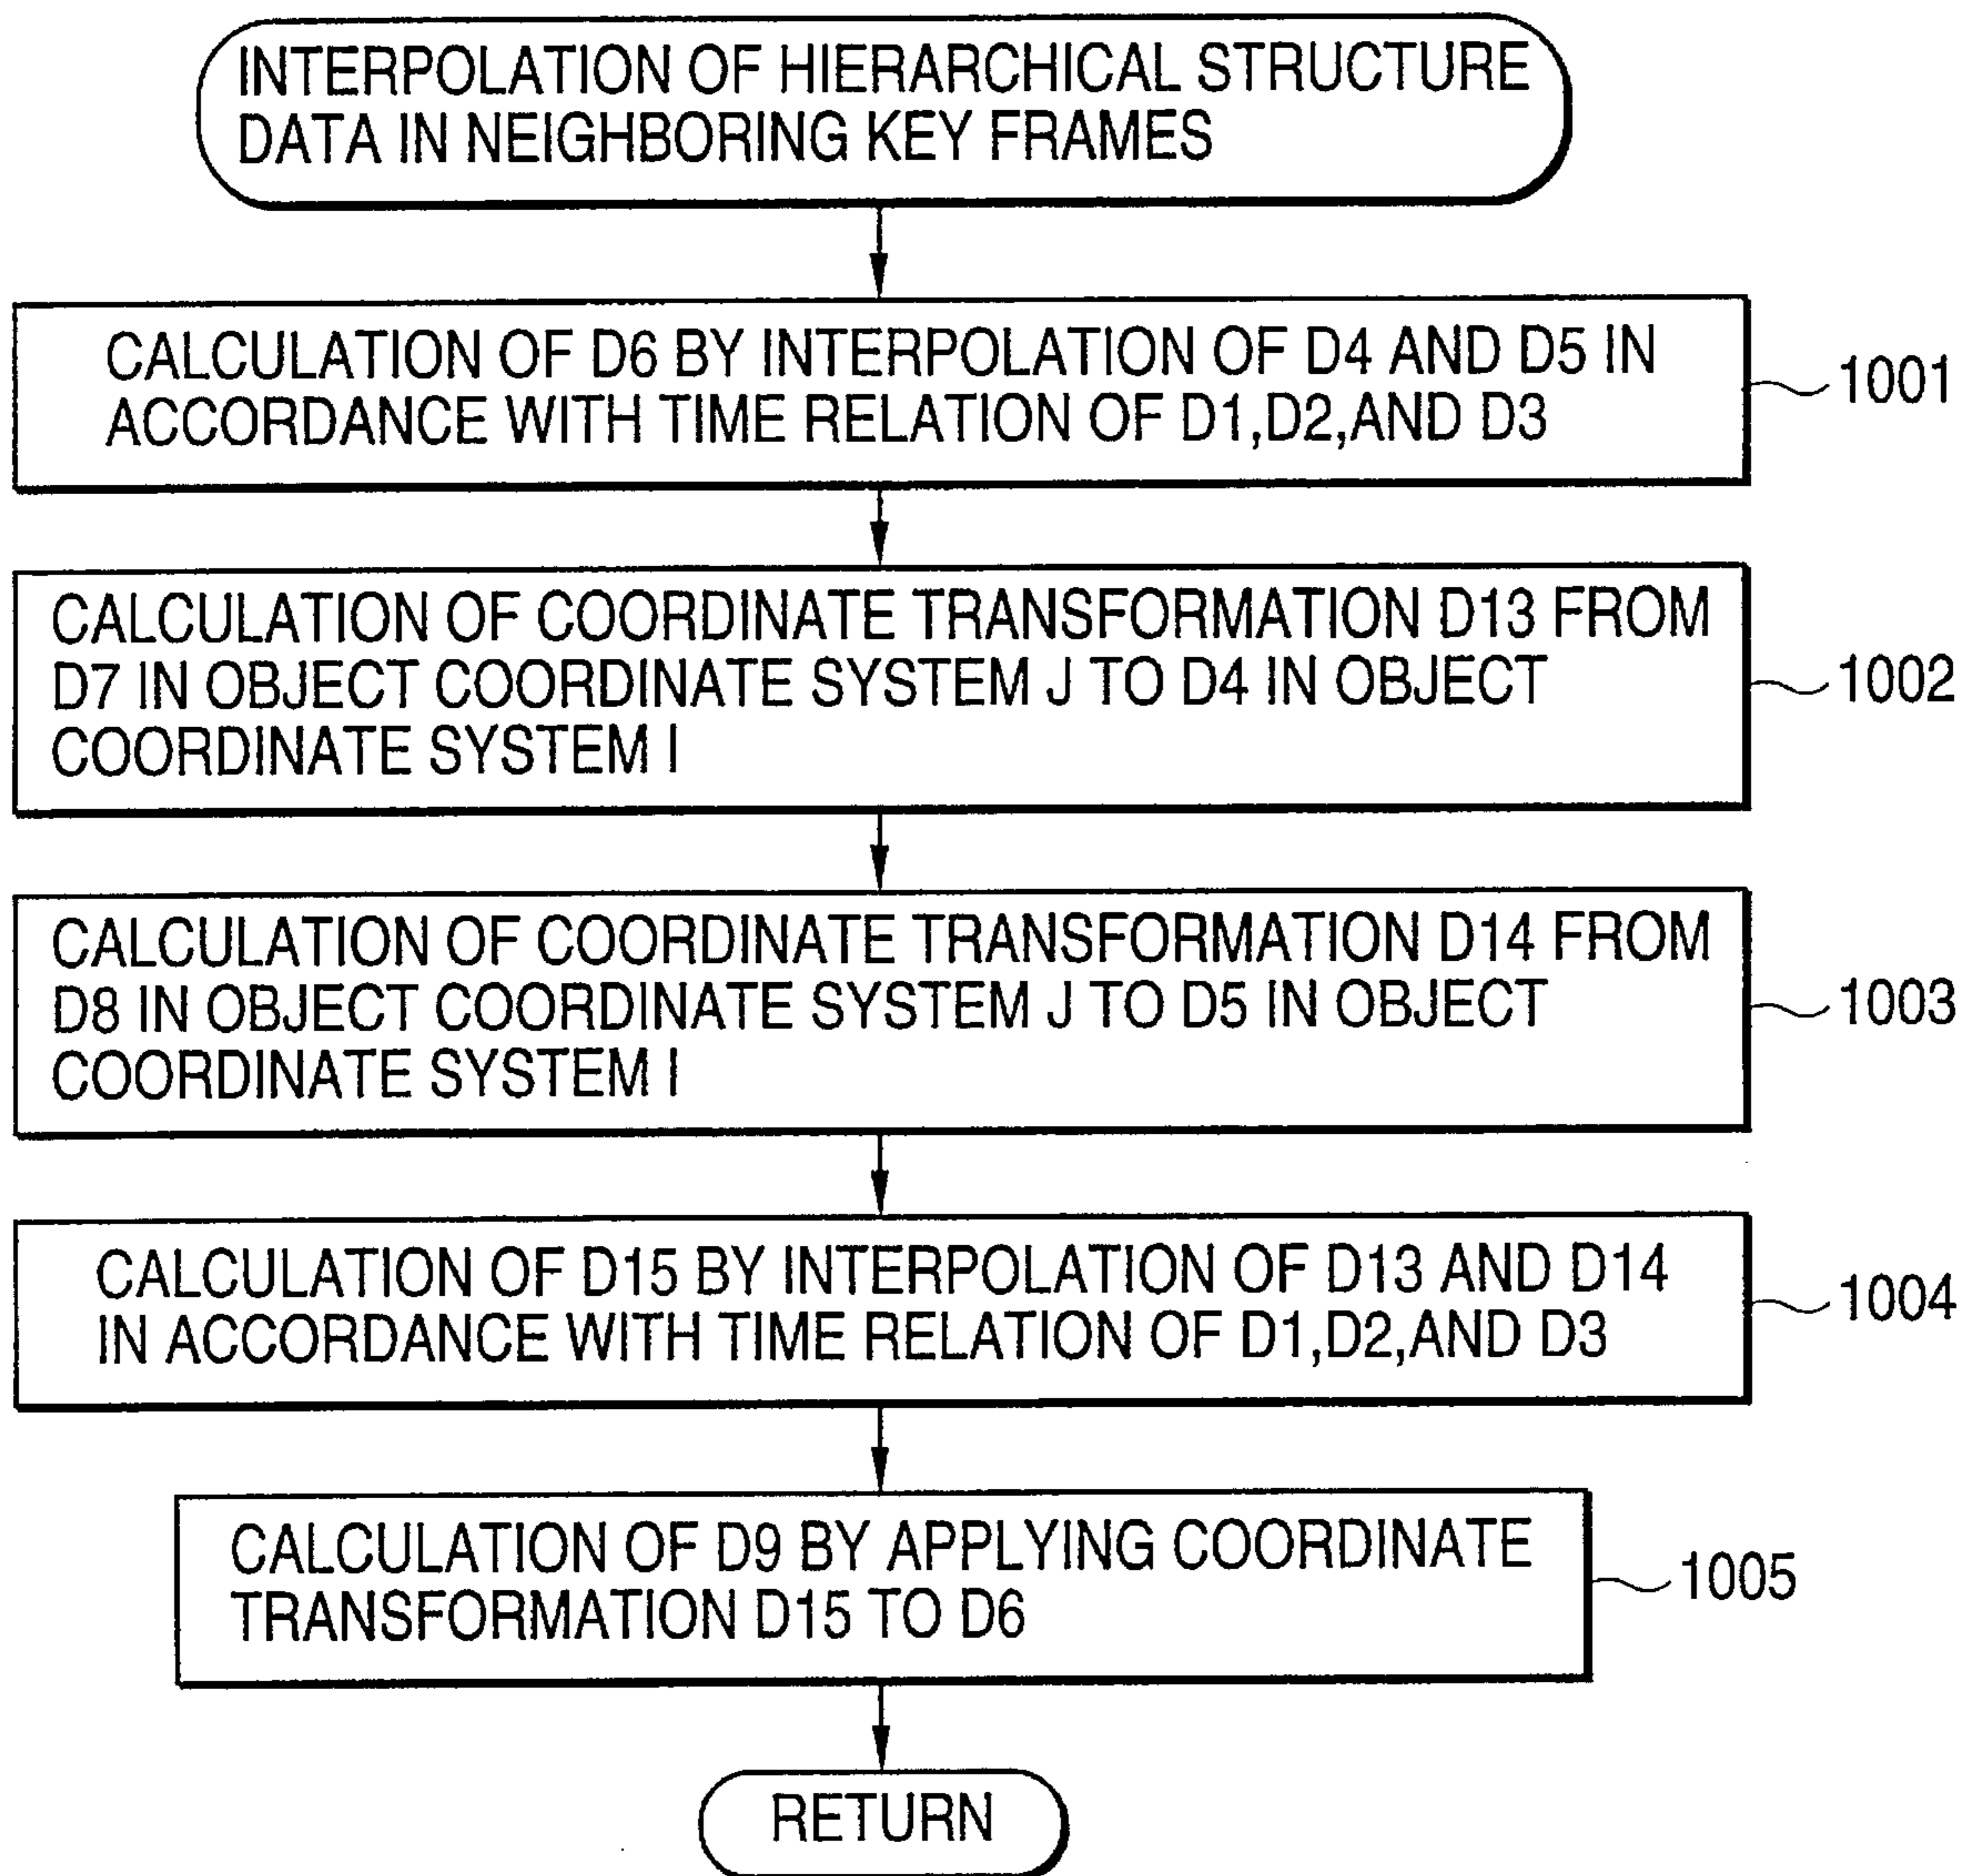 INTERPOLATION OF HIERARCHICAL STRUCTURE
DATA IN NEIGHBORING KEY FRAMES
CALCULATION OF D6 BY INTERPOLATION OF D4 AND D5 IN
ACCORDANCE WITH TIME RELATION OF D1,D2,AND D3
1001
CALCULATION OF COORDINATE TRANSFORMATION D13 FROM
D7 IN OBJECT COORDINATE SYSTEM J TO D4 IN OBJECT
COORDINATE SYSTEM I
1002
CALCULATION OF COORDINATE TRANSFORMATION D14 FROM
D8 IN OBJECT COORDINATE SYSTEM J TO D5 IN OBJECT
COORDINATE SYSTEM I
1003
CALCULATION OF D15 BY INTERPOLATION OF D13 AND D14
IN ACCORDANCE WITH TIME RELATION OF D1,D2,AND D3
1004
CALCULATION OF D9 BY APPLYING COORDINATE
TRANSFORMATION D15 TO D6
1005
RETURN